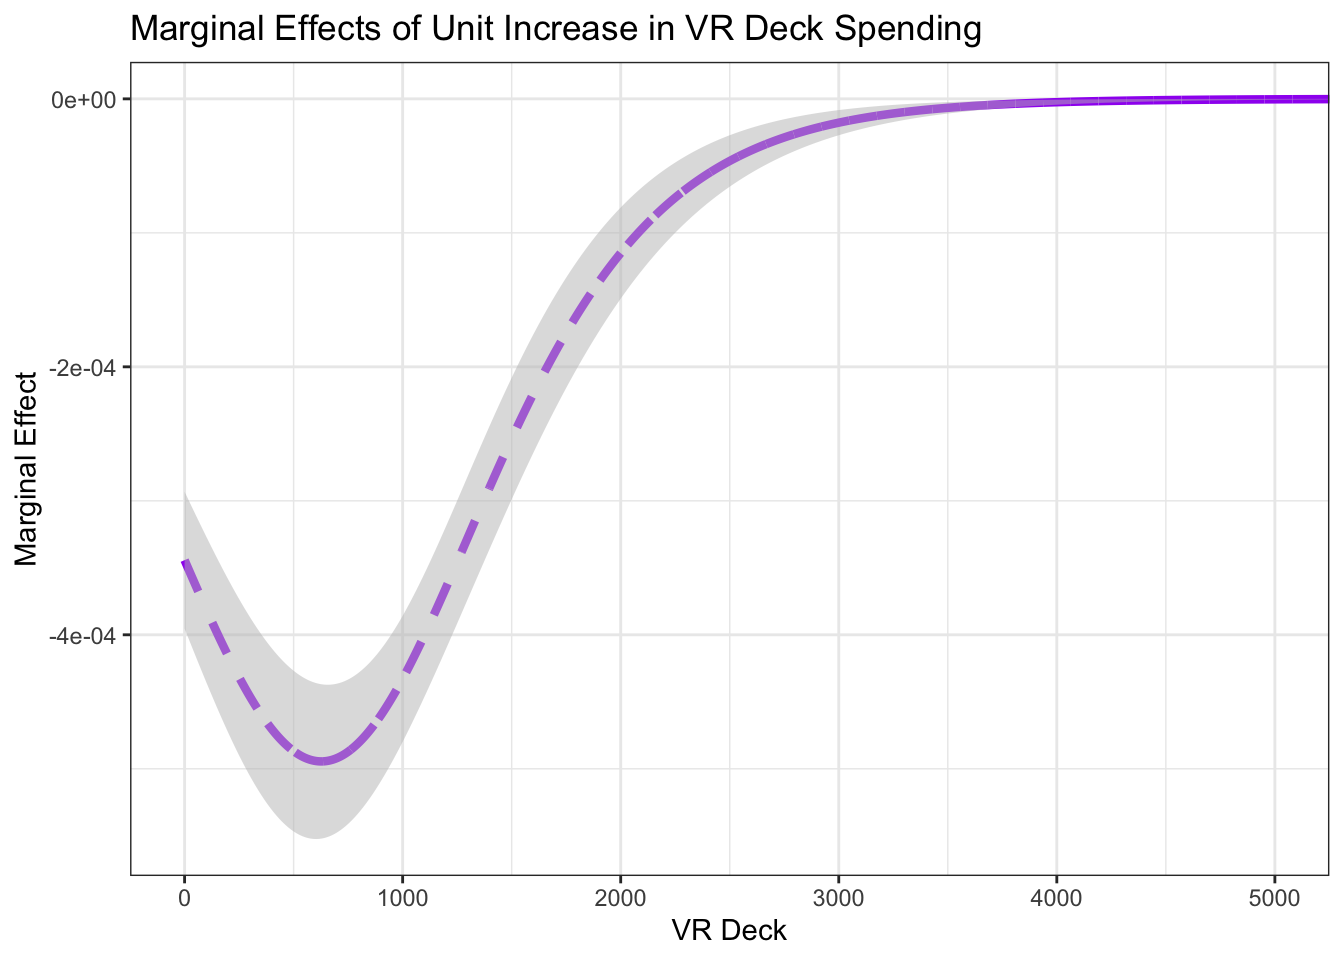 Marginal Effects of Unit Increase in VR Deck Spending
0e+00
-2e-04
-4e-04
Marginal Effect
0 1000 2000 3000 4000 5000
VR Deck